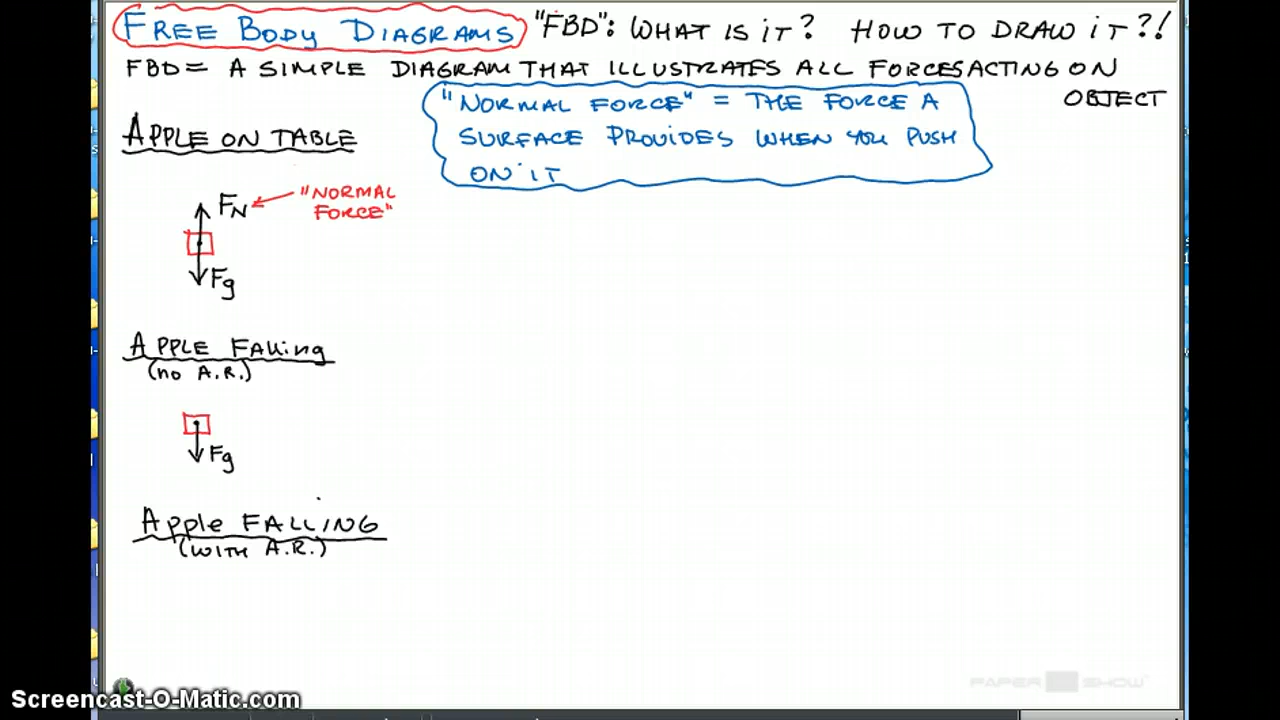 FREE BODY DIAGRAMS "FBD": WHAT IS IT? HOW TO DRAW IT?!
FBD = A SIMPLE DIAGRAM THAT ILLUSTRATES ALL FORCES ACTING ON
OBJECT
"NORMAL FORCE" = THE FORCE A
SURFACE PROVIDES WHEN YOU PUSH
ON IT
APPLE ON TABLE
FN
"NORMAL
FORCE"
Fg
APPLE Falling
(no A.R.)
Fg
Apple FALLING
(WITH A.R.)
PAPER SHOW
Screencast-O-Matic.com